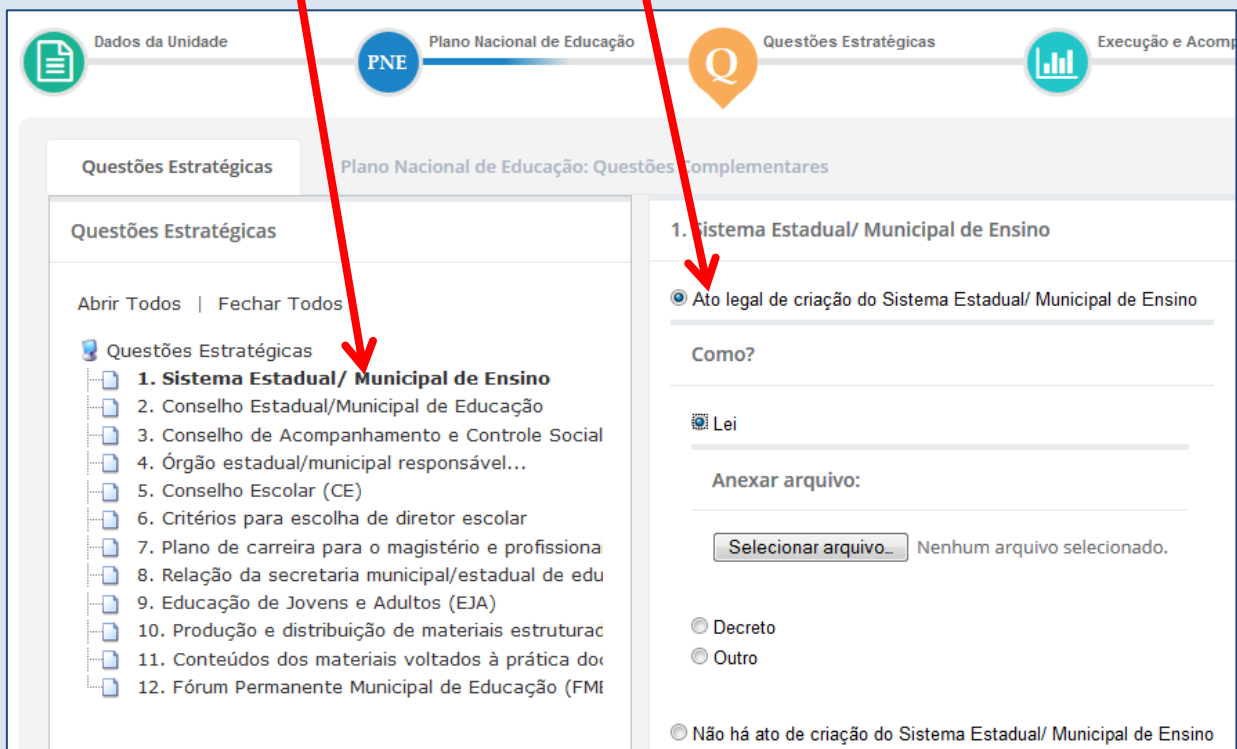 Dados da Unidade
PNE
Plano Nacional de Educação
Q
Questões Estratégicas
Execução e Acomp
Questões Estratégicas
Plano Nacional de Educação: Questões Complementares
Questões Estratégicas
Abrir Todos | Fechar Todos
Questões Estratégicas
1. Sistema Estadual/ Municipal de Ensino
2. Conselho Estadual/Municipal de Educação
3. Conselho de Acompanhamento e Controle Social
4. Órgão estadual/municipal responsável...
5. Conselho Escolar (CE)
6. Critérios para escolha de diretor escolar
7. Plano de carreira para o magistério e profissionai
8. Relação da secretaria municipal/estadual de edu
9. Educação de Jovens e Adultos (EJA)
10. Produção e distribuição de materiais estruturad
11. Conteúdos dos materiais voltados à prática doc
12. Fórum Permanente Municipal de Educação (FME
1. Sistema Estadual/ Municipal de Ensino
Ato legal de criação do Sistema Estadual/ Municipal de Ensino
Como?
Lei
Anexar arquivo:
Selecionar arquivo... Nenhum arquivo selecionado.
Decreto
Outro
Não há ato de criação do Sistema Estadual/ Municipal de Ensino